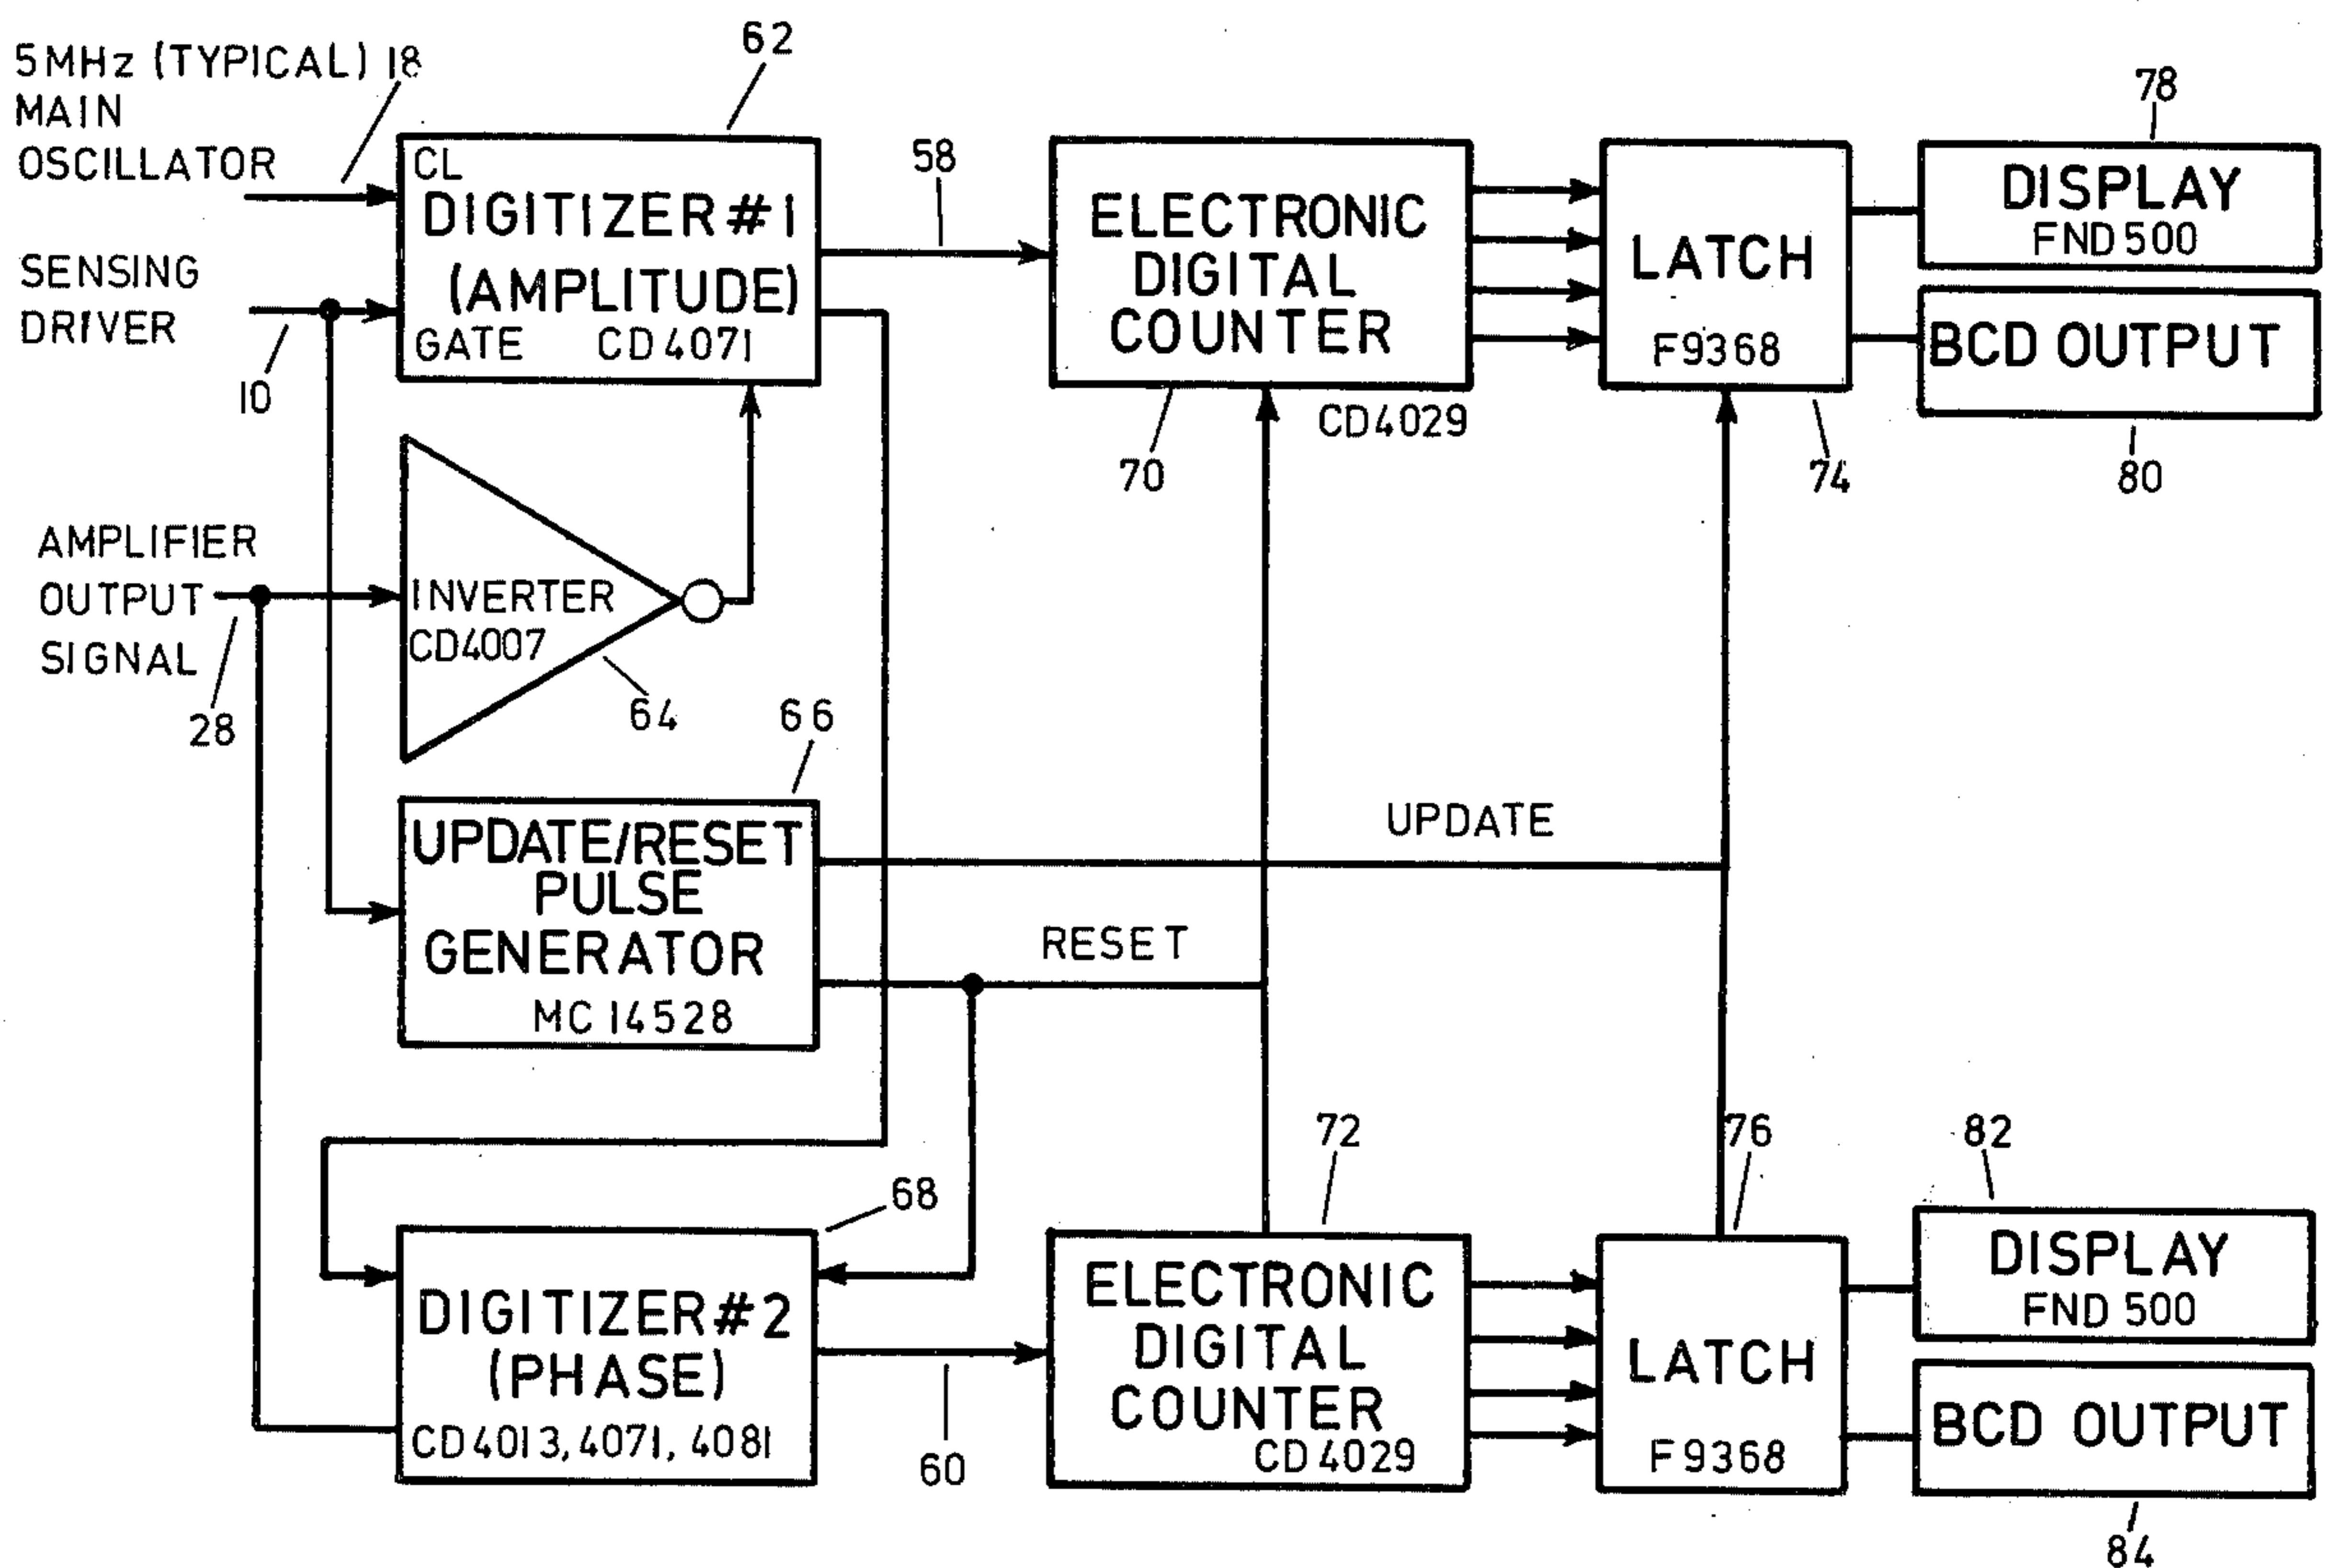 5MHz (TYPICAL) 18
MAIN
OSCILLATOR
62
CL
DIGITIZER #1
(AMPLITUDE)
GATE CD4071
58
ELECTRONIC
DIGITAL
COUNTER
CD4029
70
LATCH
F9368
74
78
DISPLAY
FND 500
BCD OUTPUT
80
SENSING
DRIVER
10
AMPLIFIER
OUTPUT
SIGNAL
28
INVERTER
CD4007
64
66
UPDATE/RESET
PULSE
GENERATOR
MC14528
UPDATE
RESET
68
DIGITIZER #2
(PHASE)
CD4013, 4071, 4081
60
72
ELECTRONIC
DIGITAL
COUNTER
CD4029
76
LATCH
F9368
82
DISPLAY
FND 500
BCD OUTPUT
84